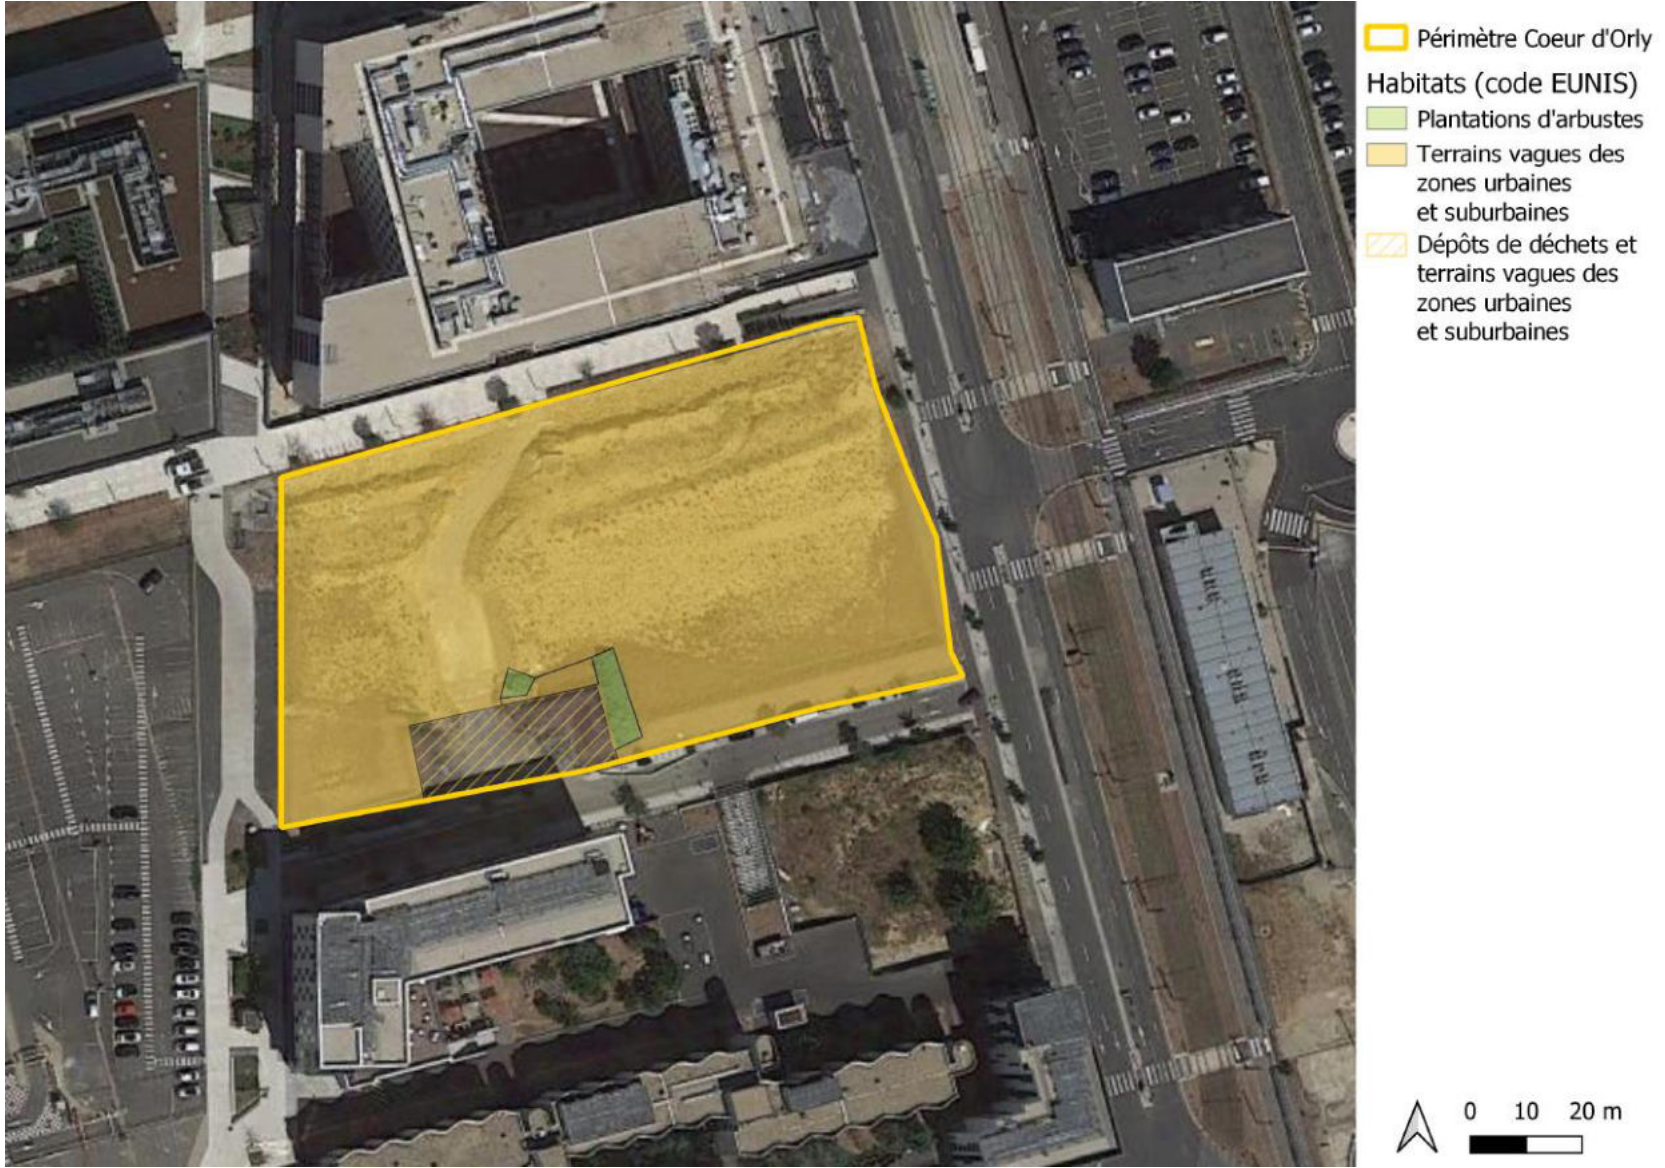 Périmètre Coeur d'Orly
Habitats (code EUNIS)
Plantations d'arbustes
Terrains vagues des
zones urbaines
et suburbaines
Dépôts de déchets et
terrains vagues des
zones urbaines
et suburbaines
0 10 20 m